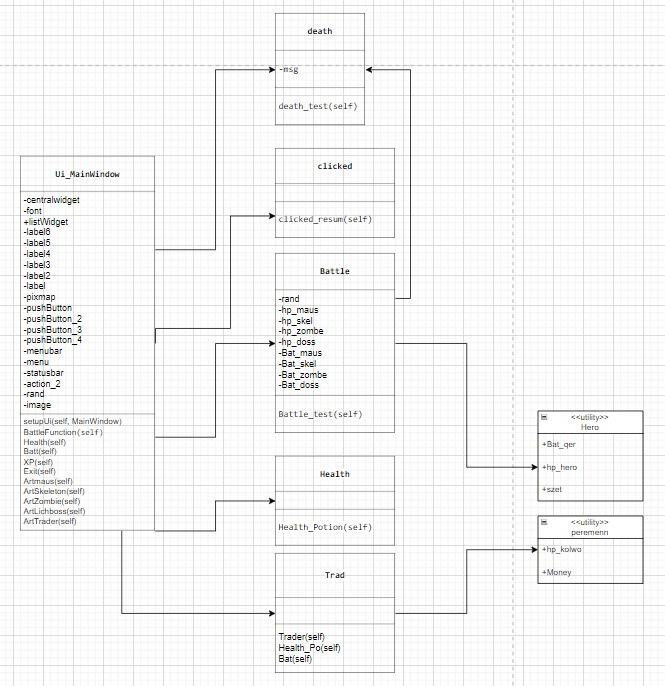 death
-msg
death_test(self)
clicked
clicked_resum(self)
Ui_MainWindow
-centralwidget
-font
+listWidget
-label6
-label5
-label4
-label3
-label2
-label
-pixmap
-pushButton
-pushButton_2
-pushButton_3
-pushButton_4
-menubar
-menu
-statusbar
-action_2
-rand
-image
setupUi(self, MainWindow)
BattleFunction(self)
Health(self)
Batt(self)
XP(self)
Exit(self)
Artmaus(self)
ArtSkeleton(self)
ArtZombie(self)
ArtLichboss(self)
ArtTrader(self)
Battle
-rand
-hp_maus
-hp_skel
-hp_zombe
-hp_doss
-Bat_maus
-Bat_skel
-Bat_zombe
-Bat_doss
Battle_test(self)
Health
Health_Potion(self)
Trad
Trader(self)
Health_Po(self)
Bat(self)
<<utility>>
Hero
+Bat_qer
+hp_hero
+szet
<<utility>>
peremenn
+hp_kolwo
+Money